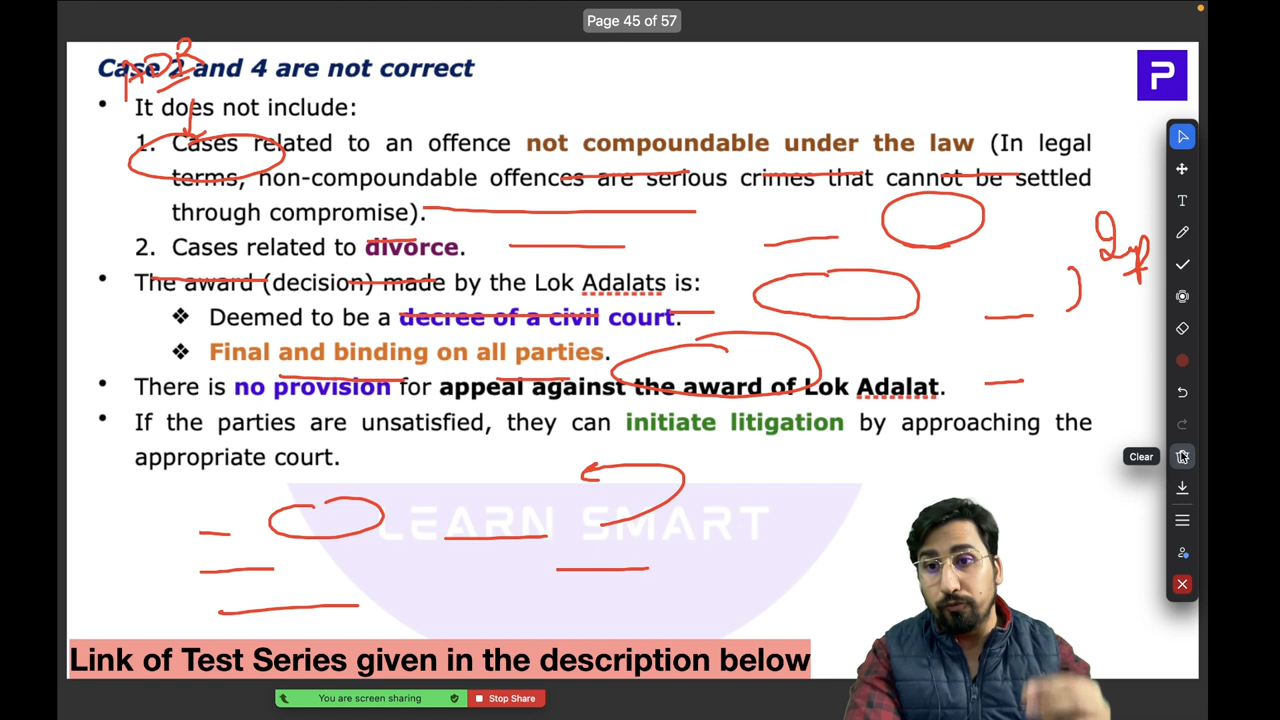 Page 45 of 57
Case 2 and 4 are not correct
ADR
P
• It does not include:
1. Cases related to an offence not compoundable under the law (In legal
terms, non-compoundable offences are serious crimes that cannot be settled
through compromise).
2. Cases related to divorce.
• The award (decision) made by the Lok Adalats is:
❖ Deemed to be a decree of a civil court.
❖ Final and binding on all parties.
• There is no provision for appeal against the award of Lok Adalat.
• If the parties are unsatisfied, they can initiate litigation by approaching the
appropriate court.
Clear
LEARN SMART
Link of Test Series given in the description below
You are screen sharing
Stop Share